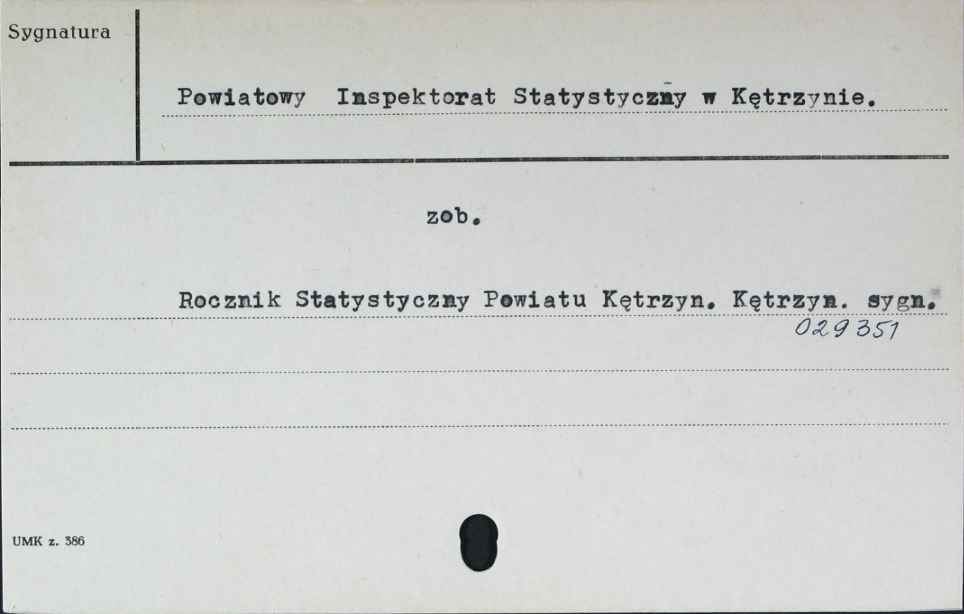 Sygnatura
Powiatowy Inspektorat Statystyczny w Kętrzynie.
zob.
Rocznik Statystyczny Powiatu Kętrzyn. Kętrzyn. sygn.
029351
UMK z. 386